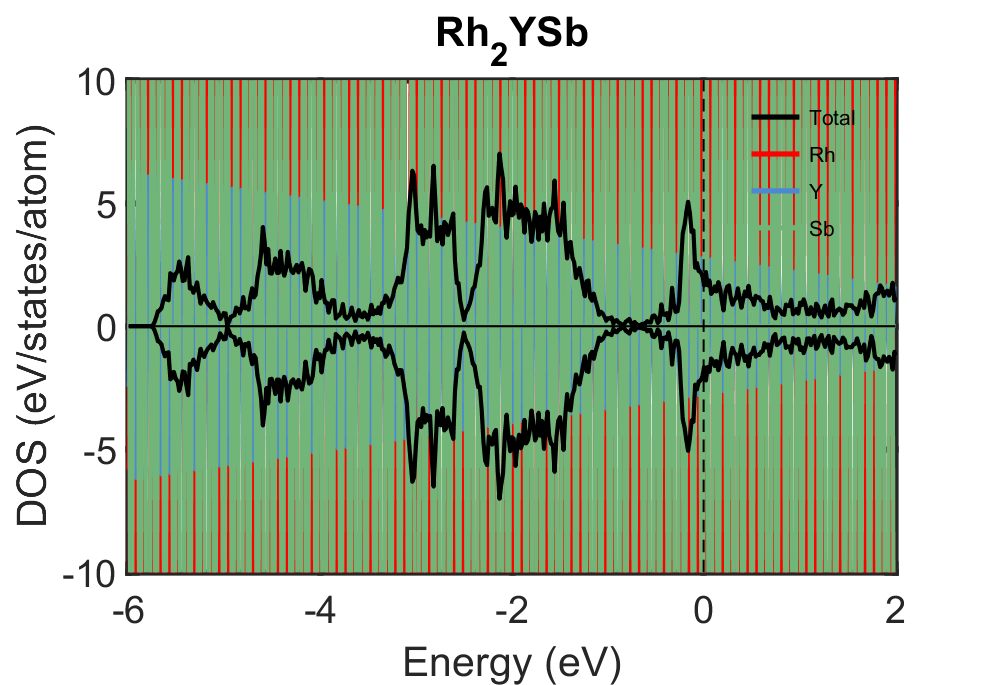 Rh2YSb
DOS (eV/states/atom)
10
5
0
-5
-10
Total
Rh
Y
Sb
-6
-4
-2
0
2
Energy (eV)